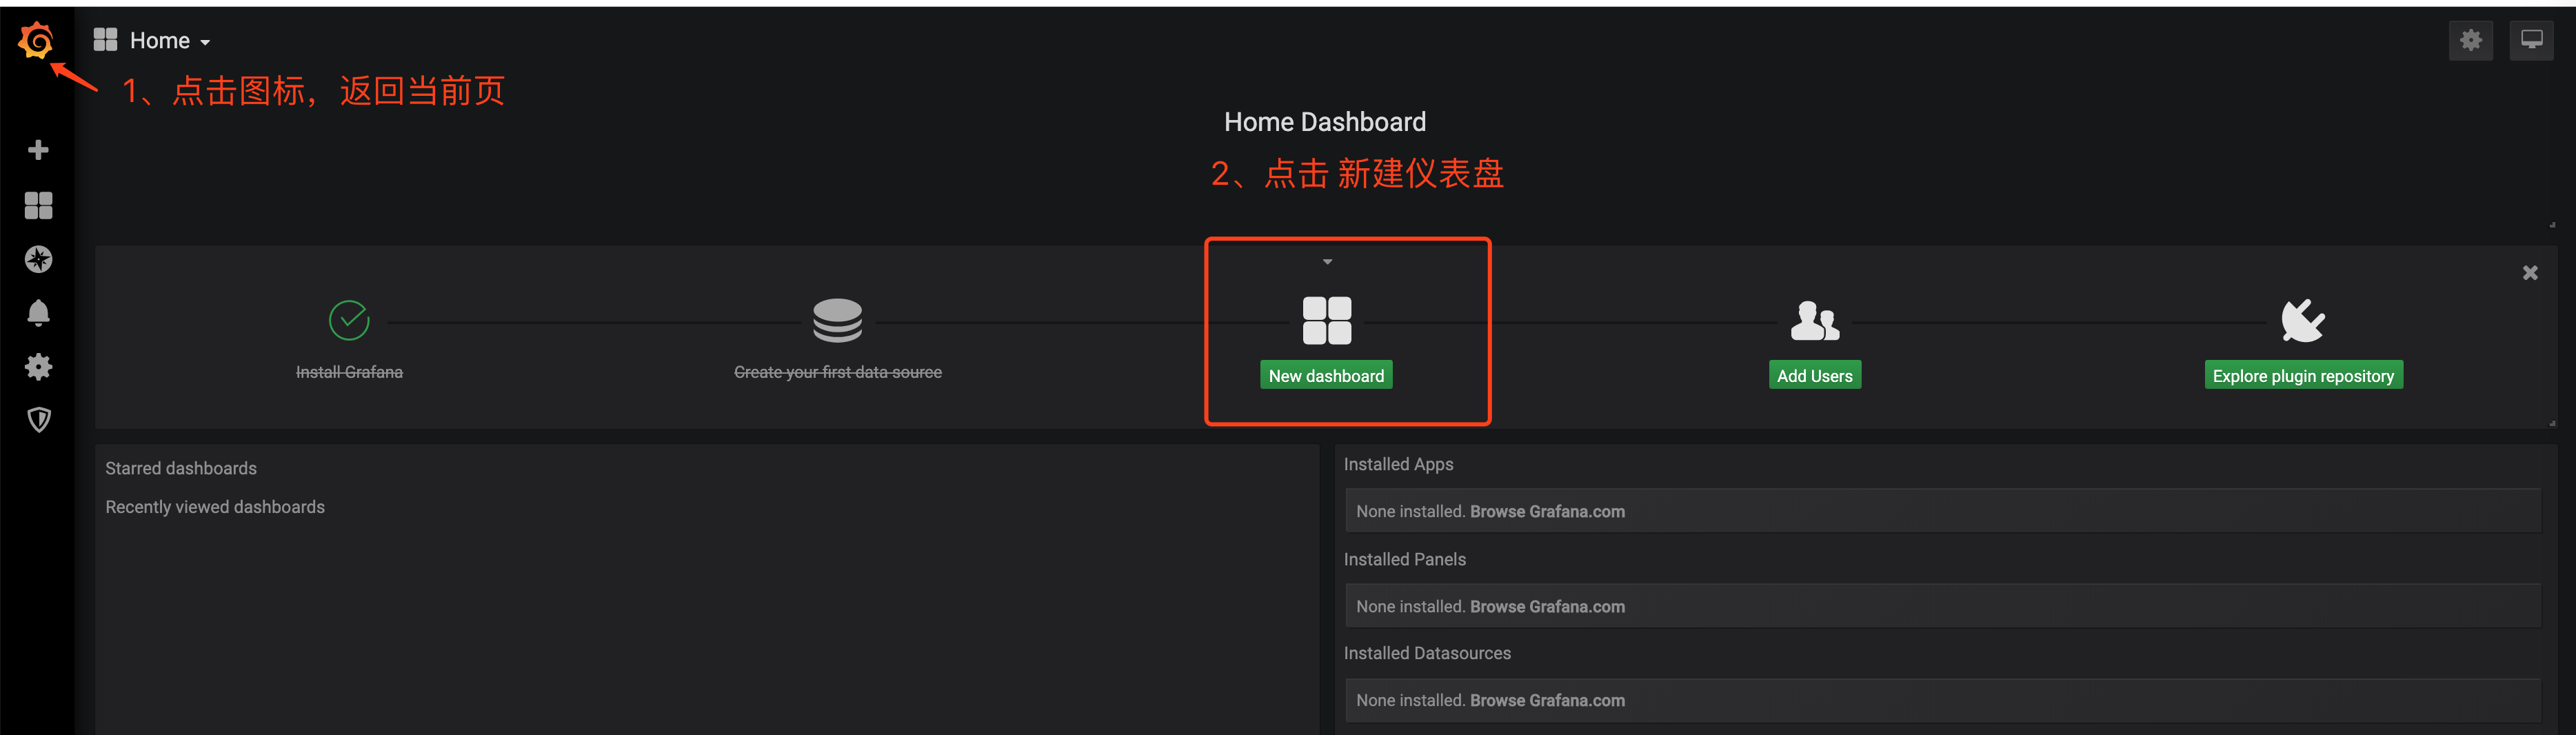 Home
1、点击图标，返回当前页
Home Dashboard
2、点击 新建仪表盘
Install Grafana
Create your first data source
New dashboard
Add Users
Explore plugin repository
Starred dashboards
Recently viewed dashboards
Installed Apps
None installed. Browse Grafana.com
Installed Panels
None installed. Browse Grafana.com
Installed Datasources
None installed. Browse Grafana.com